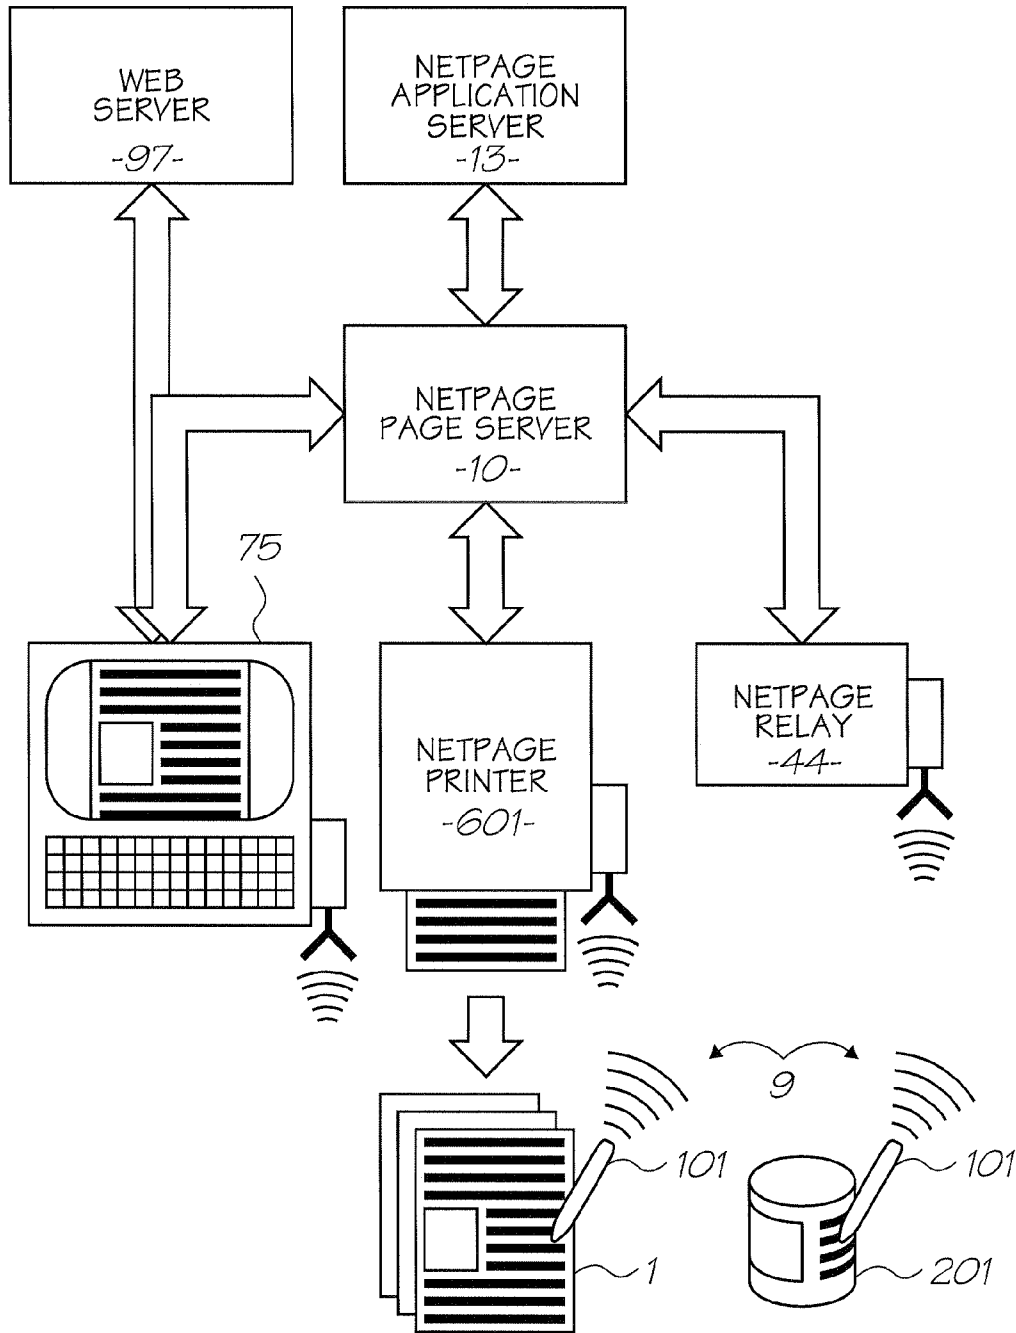 WEB
SERVER
-97-
NETPAGE
APPLICATION
SERVER
-13-
NETPAGE
PAGE SERVER
-10-
75
NETPAGE
PRINTER
-601-
NETPAGE
RELAY
-44-
9
101
101
1
201